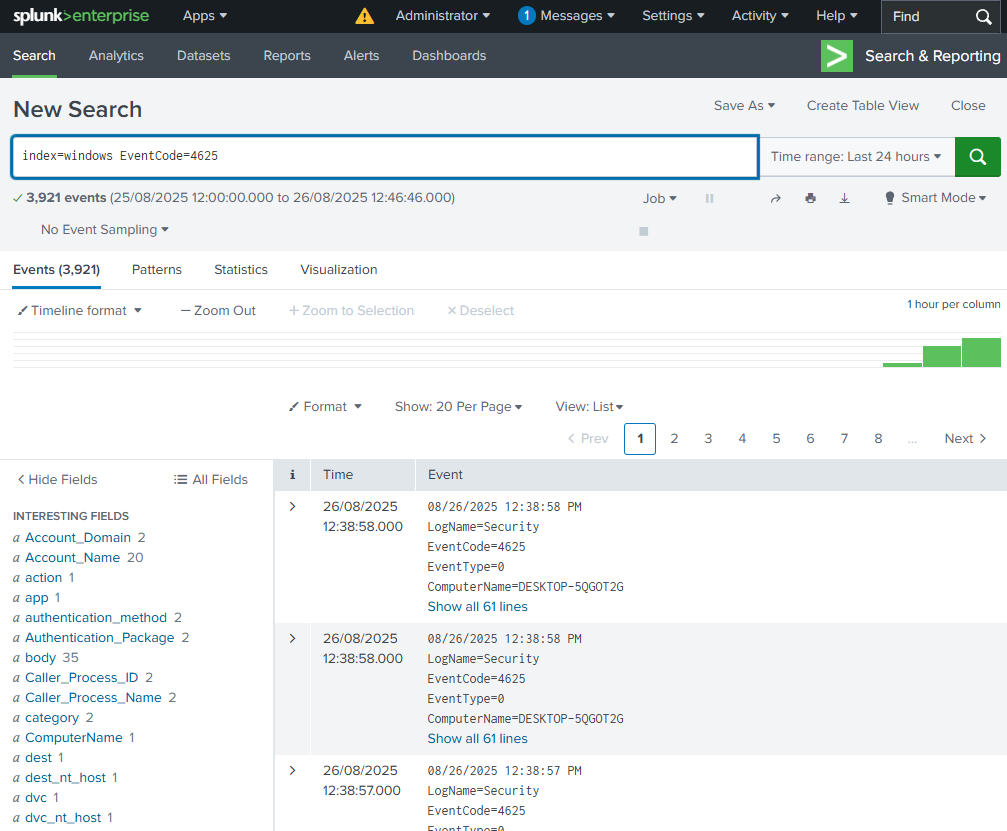 splunk>enterprise Apps Administrator 1 Messages Settings Activity Help Find
Search Analytics Datasets Reports Alerts Dashboards Search & Reporting
New Search Save As Create Table View Close
index=windows EventCode=4625 Time range: Last 24 hours
3,921 events (25/08/2025 12:00:00.000 to 26/08/2025 12:46:46.000) Job Smart Mode
No Event Sampling
Events (3,921) Patterns Statistics Visualization
Timeline format — Zoom Out + Zoom to Selection × Deselect 1 hour per column
Format Show: 20 Per Page View: List
< Prev 1 2 3 4 5 6 7 8 ... Next >
< Hide Fields All Fields
i Time Event
INTERESTING FIELDS
a Account_Domain 2
a Account_Name 20
a action 1
a app 1
a authentication_method 2
a Authentication_Package 2
a body 35
a Caller_Process_ID 2
a Caller_Process_Name 2
a category 2
a ComputerName 1
a dest 1
a dest_nt_host 1
a dvc 1
a dvc_nt_host 1
> 26/08/2025 12:38:58.000
08/26/2025 12:38:58 PM
LogName=Security
EventCode=4625
EventType=0
ComputerName=DESKTOP-5QGOT2G
Show all 61 lines
> 26/08/2025 12:38:58.000
08/26/2025 12:38:58 PM
LogName=Security
EventCode=4625
EventType=0
ComputerName=DESKTOP-5QGOT2G
Show all 61 lines
> 26/08/2025 12:38:57.000
08/26/2025 12:38:57 PM
LogName=Security
EventCode=4625
EventType=0